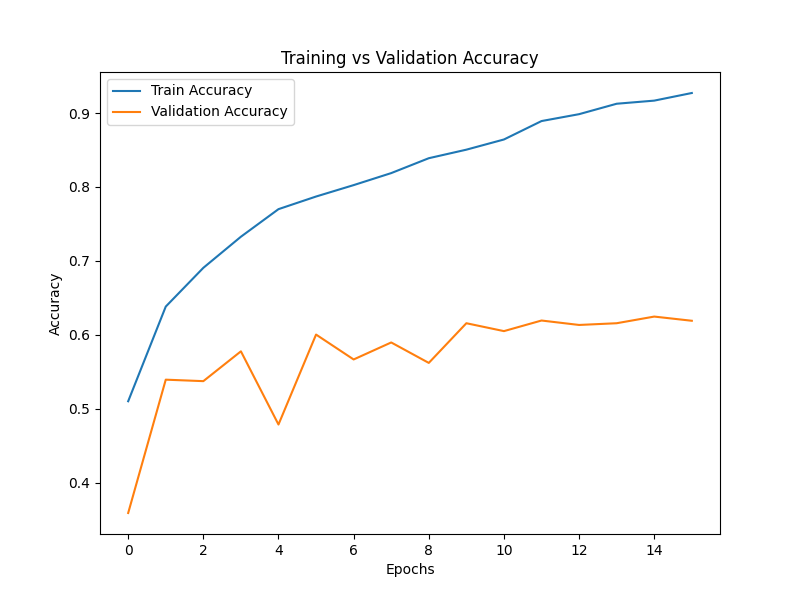 Training vs Validation Accuracy
Train Accuracy
Validation Accuracy
0.9
0.8
0.7
0.6
0.5
0.4
Accuracy
0 2 4 6 8 10 12 14
Epochs